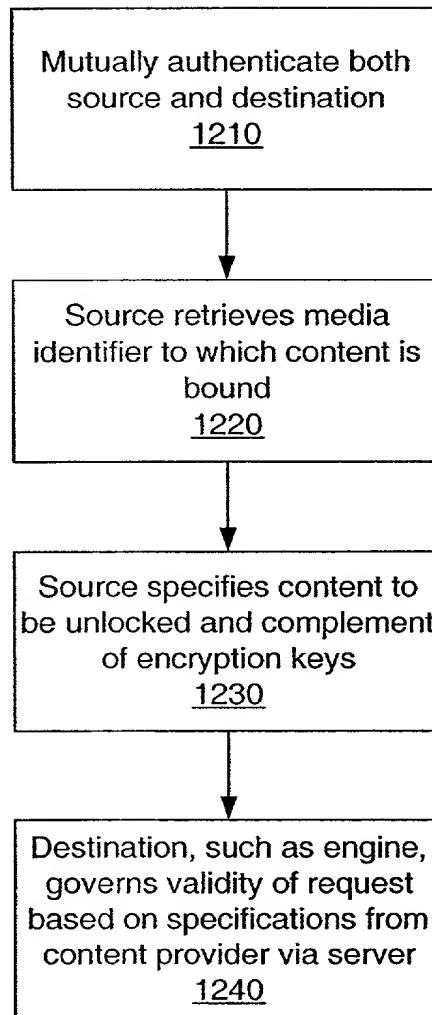 Mutually authenticate both
source and destination
1210
Source retrieves media
identifier to which content is
bound
1220
Source specifies content to
be unlocked and complement
of encryption keys
1230
Destination, such as engine,
governs validity of request
based on specifications from
content provider via server
1240